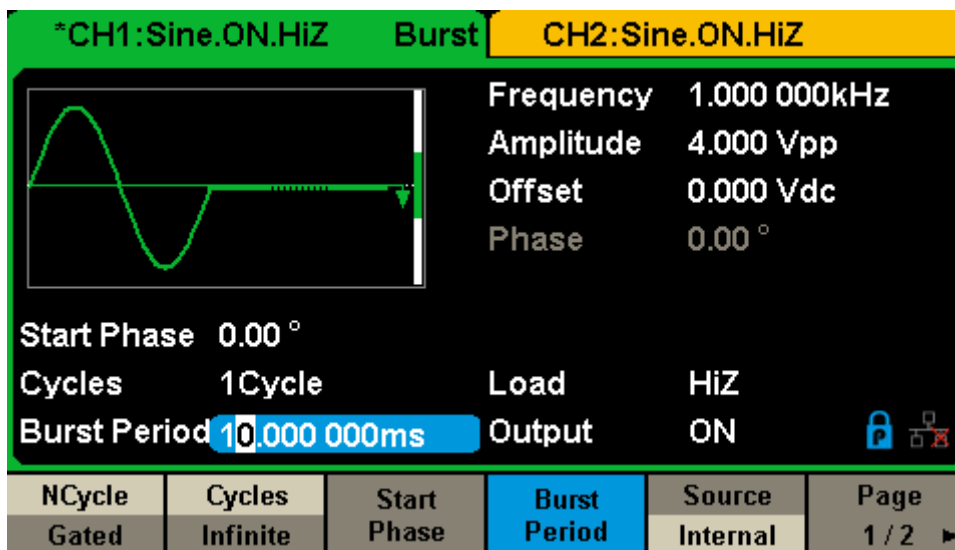 *CH1:Sine.ON.HiZ Burst CH2:Sine.ON.HiZ
Frequency 1.000 000kHz
Amplitude 4.000 Vpp
Offset 0.000 Vdc
Phase 0.00 °
Start Phase 0.00 °
Cycles 1Cycle Load HiZ
Burst Period 10.000 000ms Output ON P
NCycle Cycles Start Burst Source Page
Gated Infinite Phase Period Internal 1 / 2